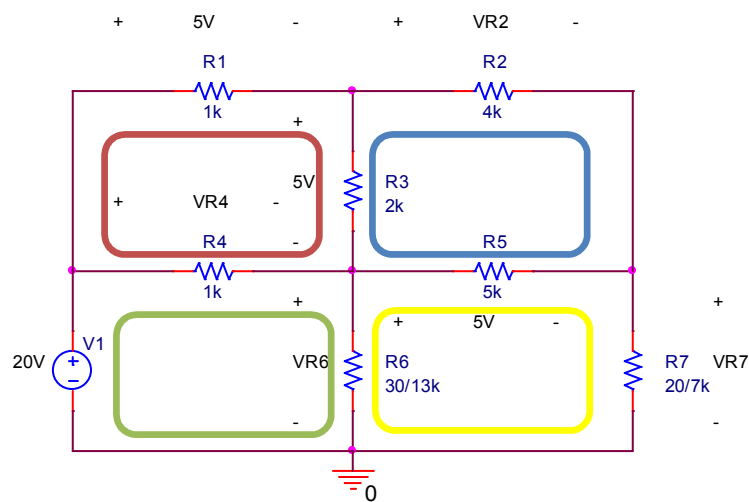 + 5V - + VR2 -
R1 R2
1k 4k
+
5V R3
2k
+ VR4 -
-
R4 R5
1k 5k
+ + 5V - +
20V V1 VR6 R6 R7 VR7
30/13k 20/7k
- -
0